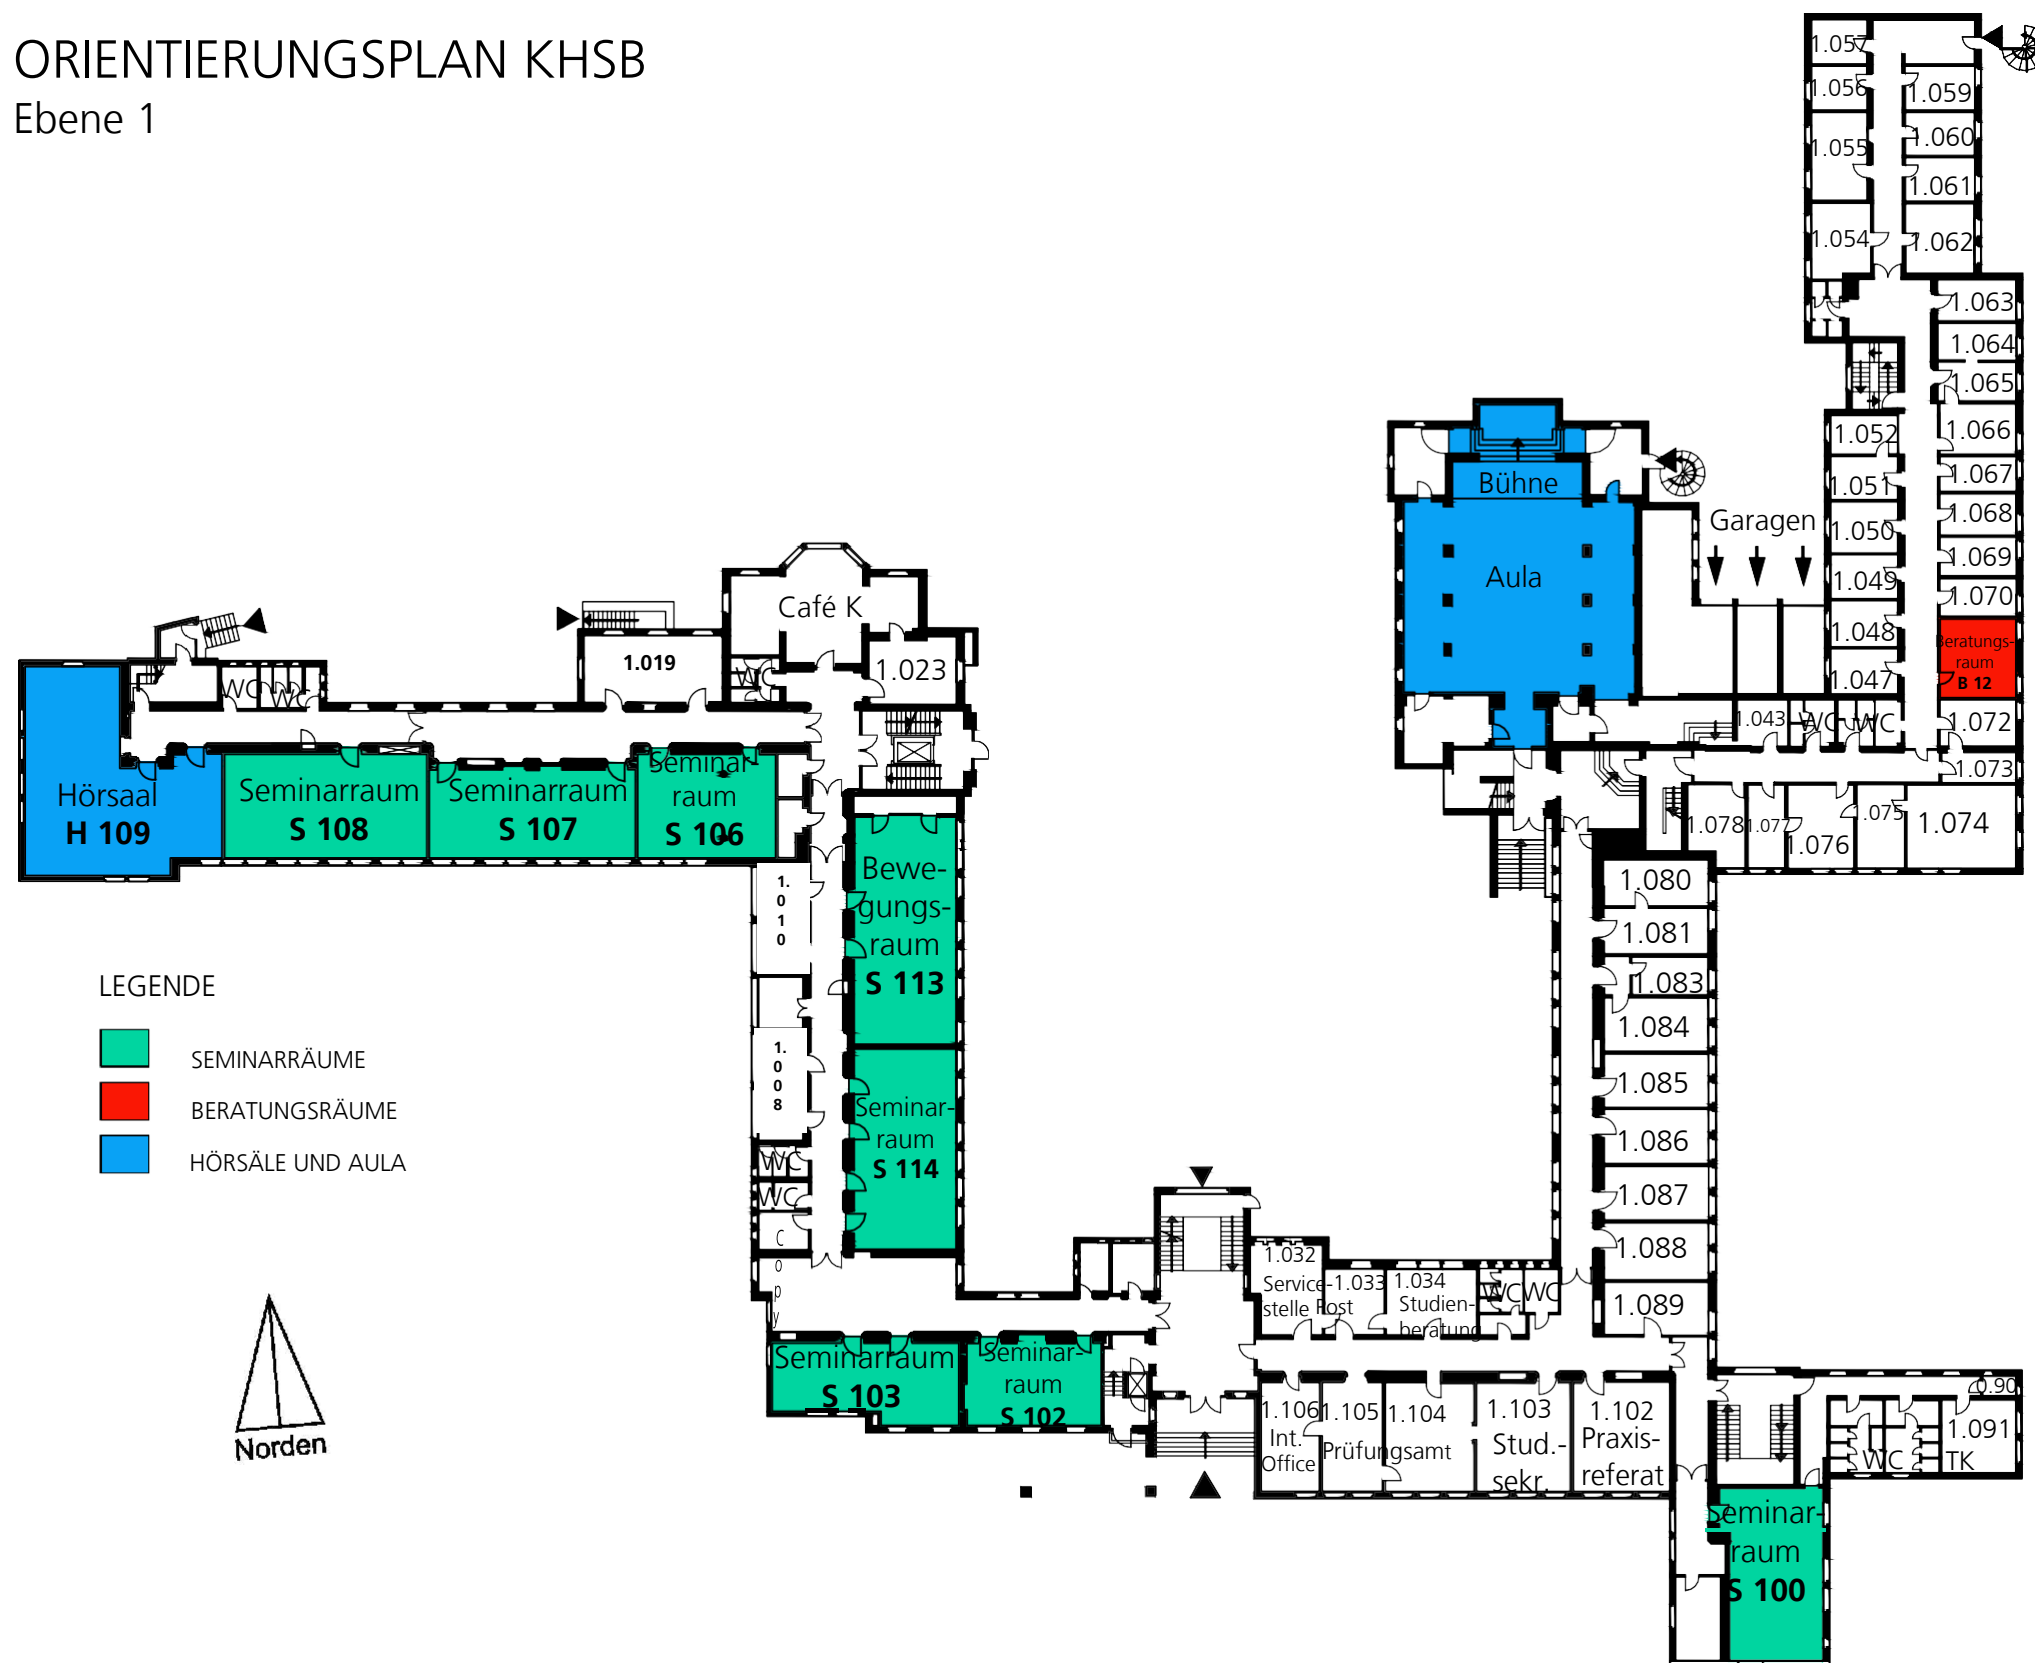 ORIENTIERUNGSPLAN KHSB
Ebene 1
1.057
1.056
1.059
1.055
1.060
1.061
1.054
1.062
1.063
1.064
1.065
1.052
1.066
1.051
1.067
1.050
1.068
1.049
1.069
1.070
1.048
Beratungs-
raum
B 12
1.047
1.043
WC
WC
1.072
1.073
1.078
1.077
1.076
1.075
1.074
Garagen
Bühne
Aula
Café K
1.019
WC
1.023
WC
WC
Hörsaal
H 109
Seminarraum
S 108
Seminarraum
S 107
Seminar-
raum
S 106
Bewe-
gungs-
raum
S 113
1.
0
1
0
1.
0
0
8
Seminar-
raum
S 114
WC
WC
C
o
p
y
LEGENDE
SEMINARRÄUME
BERATUNGSRÄUME
HÖRSÄLE UND AULA
Norden
Seminarraum
S 103
Seminar-
raum
S 102
1.032
Service-
stelle Post
1.033
1.034
Studien-
beratung
WC
WC
1.080
1.081
1.083
1.084
1.085
1.086
1.087
1.088
1.089
1.106
Int.
Office
1.105
1.104
Prüfungsamt
1.103
Stud.-
sekr.
1.102
Praxis-
referat
WC
0.90
1.091
TK
Seminar-
raum
S 100